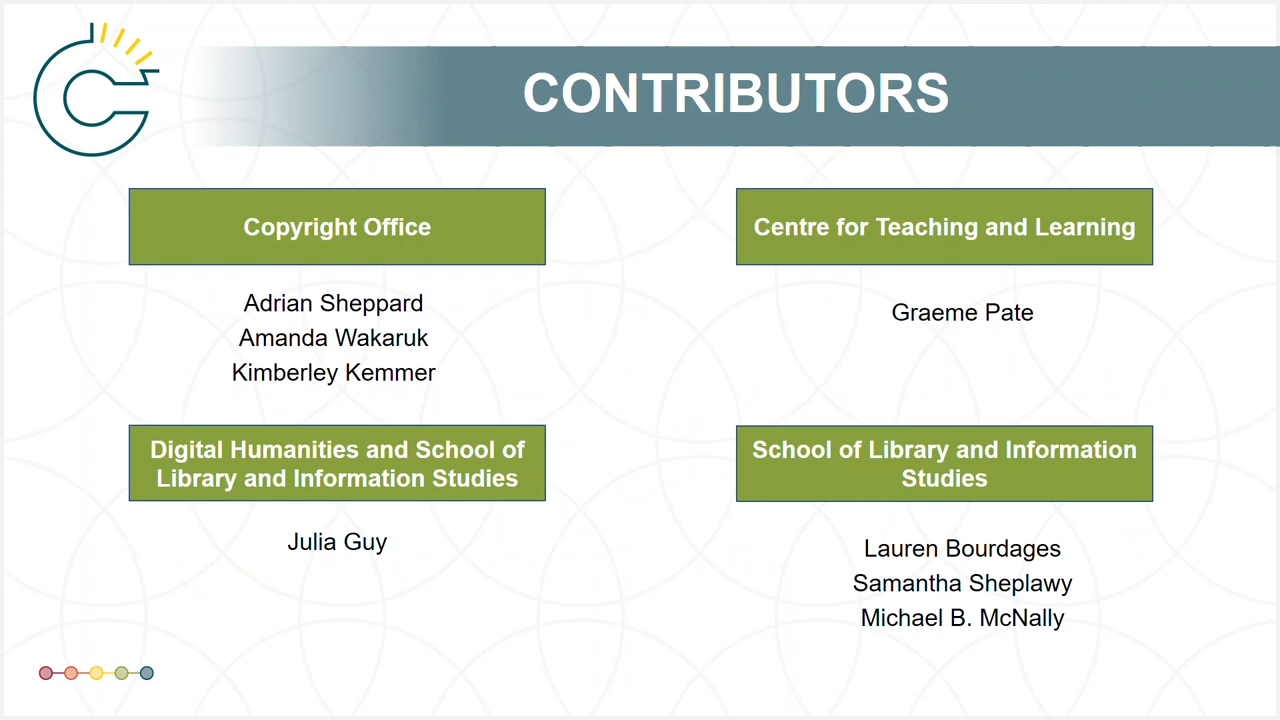 CONTRIBUTORS
Copyright Office
Adrian Sheppard
Amanda Wakaruk
Kimberley Kemmer
Centre for Teaching and Learning
Graeme Pate
Digital Humanities and School of
Library and Information Studies
Julia Guy
School of Library and Information
Studies
Lauren Bourdages
Samantha Sheplawy
Michael B. McNally